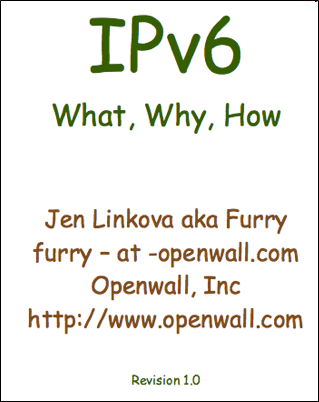 IPv6
What, Why, How
Jen Linkova aka Furry
furry – at -openwall.com
Openwall, Inc
http://www.openwall.com
Revision 1.0